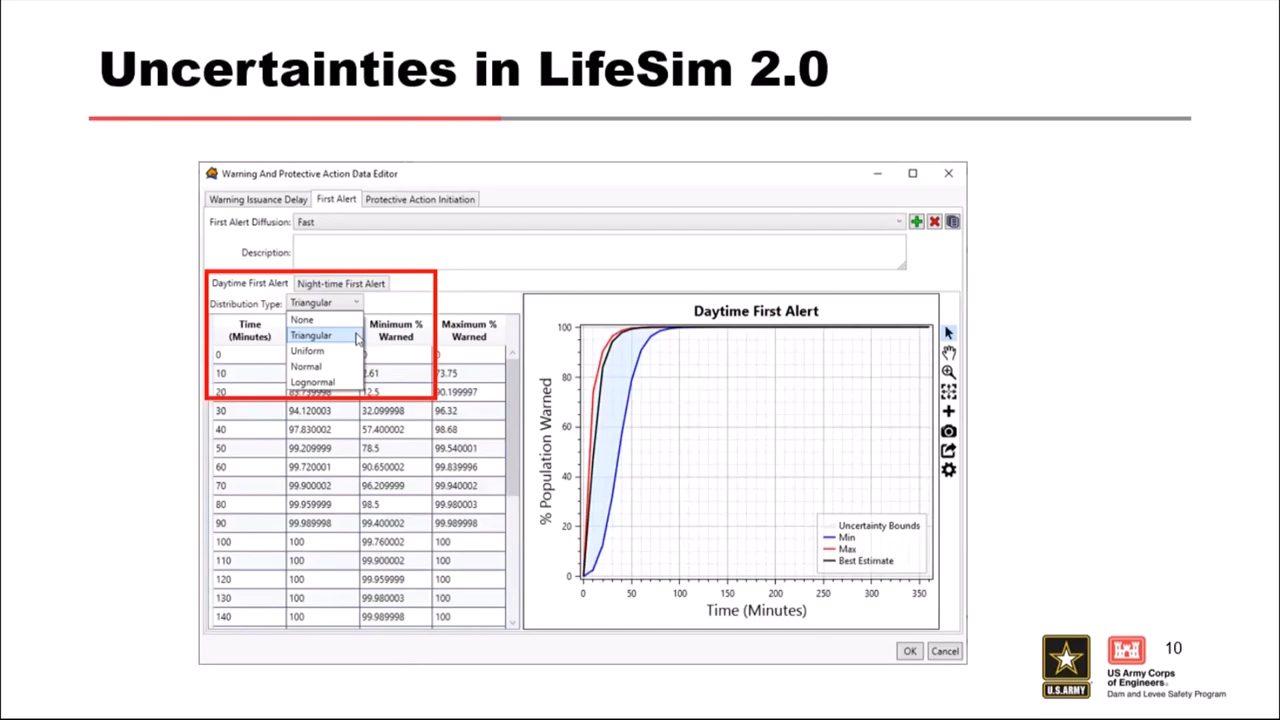 Uncertainties in LifeSim 2.0
Warning And Protective Action Data Editor
Warning Issuance Delay First Alert Protective Action Initiation
First Alert Diffusion: Fast
Description:
Daytime First Alert Night-time First Alert
Distribution Type: Triangular
None
Triangular
Uniform
Normal
Lognormal
Time (Minutes) Minimum % Warned Maximum % Warned
0
10 2.61 73.75
20 83.739998 12.5 90.199997
30 94.120003 32.099998 96.32
40 97.830002 57.400002 98.68
50 99.209999 78.5 99.540001
60 99.720001 90.650002 99.839996
70 99.900002 96.209999 99.940002
80 99.959999 98.5 99.980003
90 99.989998 99.400002 99.989998
100 100 99.760002 100
110 100 99.900002 100
120 100 99.959999 100
130 100 99.980003 100
140 100 99.989998 100
Daytime First Alert
% Population Warned
100
80
60
40
20
0
0 50 100 150 200 250 300 350
Time (Minutes)
Uncertainty Bounds
Min
Max
Best Estimate
OK Cancel
U.S.ARMY
US Army Corps
of Engineers®
Dam and Levee Safety Program
10